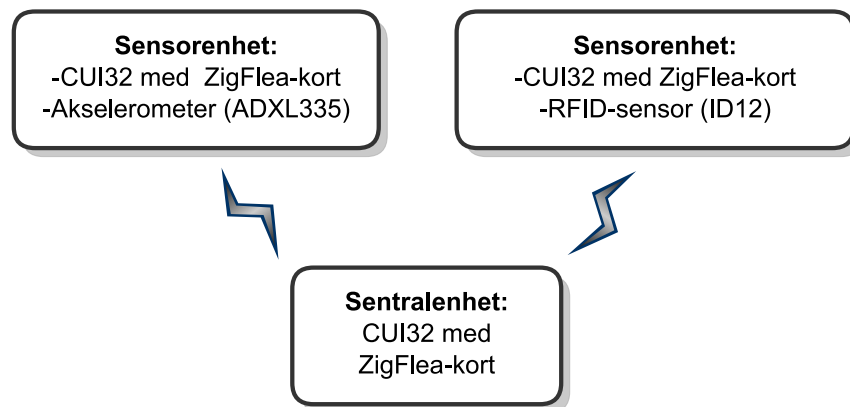 Sensorenhet:
-CUI32 med  ZigFlea-kort
-Akselerometer (ADXL335)
Sensorenhet:
-CUI32 med ZigFlea-kort
-RFID-sensor (ID12)
Sentralenhet:
CUI32 med
ZigFlea-kort